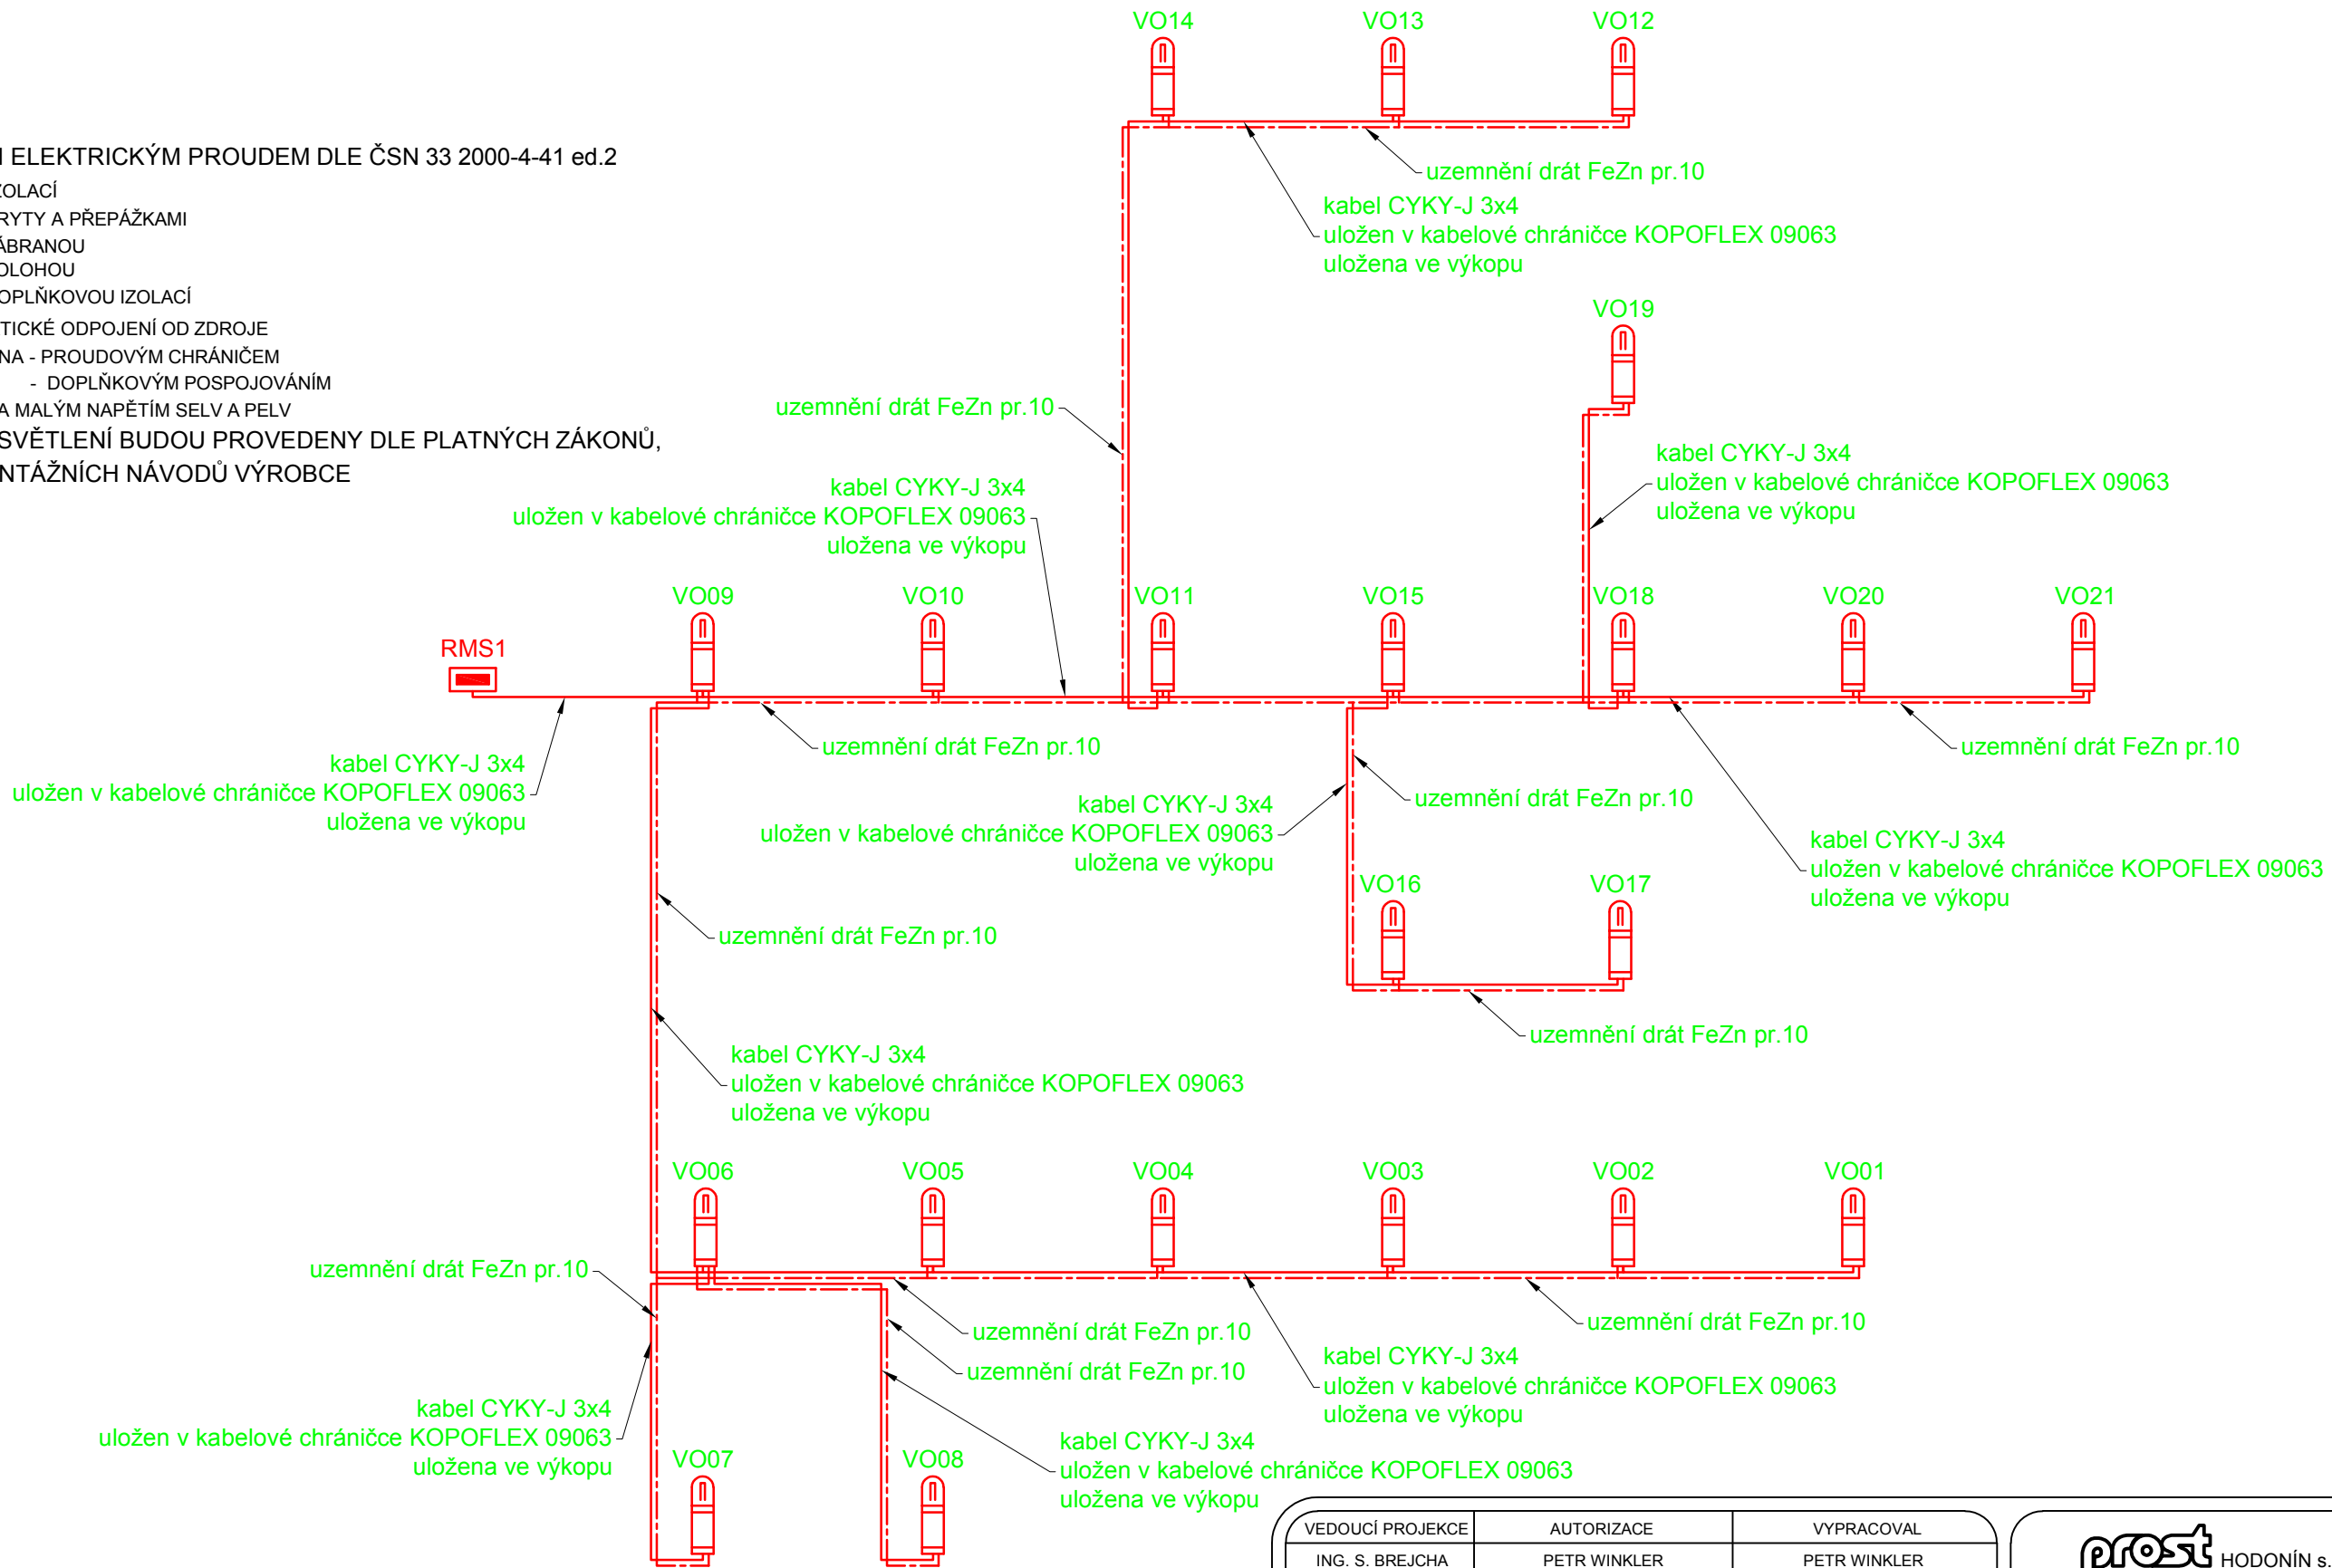 VO14
VO13
VO12
ELEKTRICKÝM PROUDEM DLE ČSN 33 2000-4-41 ed.2
A PŘEPÁŽKAMI
IZOLACÍ
ODPOJENÍ OD ZDROJE
- PROUDOVÝM CHRÁNIČEM
- DOPLŇKOVÝM POSPOJOVÁNÍM
MALÝM NAPĚTÍM SELV A PELV
BUDOU PROVEDENY DLE PLATNÝCH ZÁKONŮ,
NÁVODŮ VÝROBCE
uzemnění drát FeZn pr.10
kabel CYKY-J 3x4
uložen v kabelové chráničce KOPOFLEX 09063
uložena ve výkopu
VO19
uzemnění drát FeZn pr.10
kabel CYKY-J 3x4
uložen v kabelové chráničce KOPOFLEX 09063
uložena ve výkopu
kabel CYKY-J 3x4
uložen v kabelové chráničce KOPOFLEX 09063
uložena ve výkopu
RMS1
VO09
VO10
VO11
VO15
VO18
VO20
VO21
kabel CYKY-J 3x4
uložen v kabelové chráničce KOPOFLEX 09063
uložena ve výkopu
uzemnění drát FeZn pr.10
uzemnění drát FeZn pr.10
uzemnění drát FeZn pr.10
kabel CYKY-J 3x4
uložen v kabelové chráničce KOPOFLEX 09063
uložena ve výkopu
kabel CYKY-J 3x4
uložen v kabelové chráničce KOPOFLEX 09063
uložena ve výkopu
VO16
VO17
uzemnění drát FeZn pr.10
uzemnění drát FeZn pr.10
kabel CYKY-J 3x4
uložen v kabelové chráničce KOPOFLEX 09063
uložena ve výkopu
VO06
VO05
VO04
VO03
VO02
VO01
uzemnění drát FeZn pr.10
uzemnění drát FeZn pr.10
uzemnění drát FeZn pr.10
uzemnění drát FeZn pr.10
kabel CYKY-J 3x4
uložen v kabelové chráničce KOPOFLEX 09063
uložena ve výkopu
kabel CYKY-J 3x4
uložen v kabelové chráničce KOPOFLEX 09063
uložena ve výkopu
kabel CYKY-J 3x4
uložen v kabelové chráničce KOPOFLEX 09063
uložena ve výkopu
VO07
VO08
VEDOUCÍ PROJEKCE
AUTORIZACE
VYPRACOVAL
ING. S. BREJCHA
PETR WINKLER
PETR WINKLER
prost HODONÍN s.